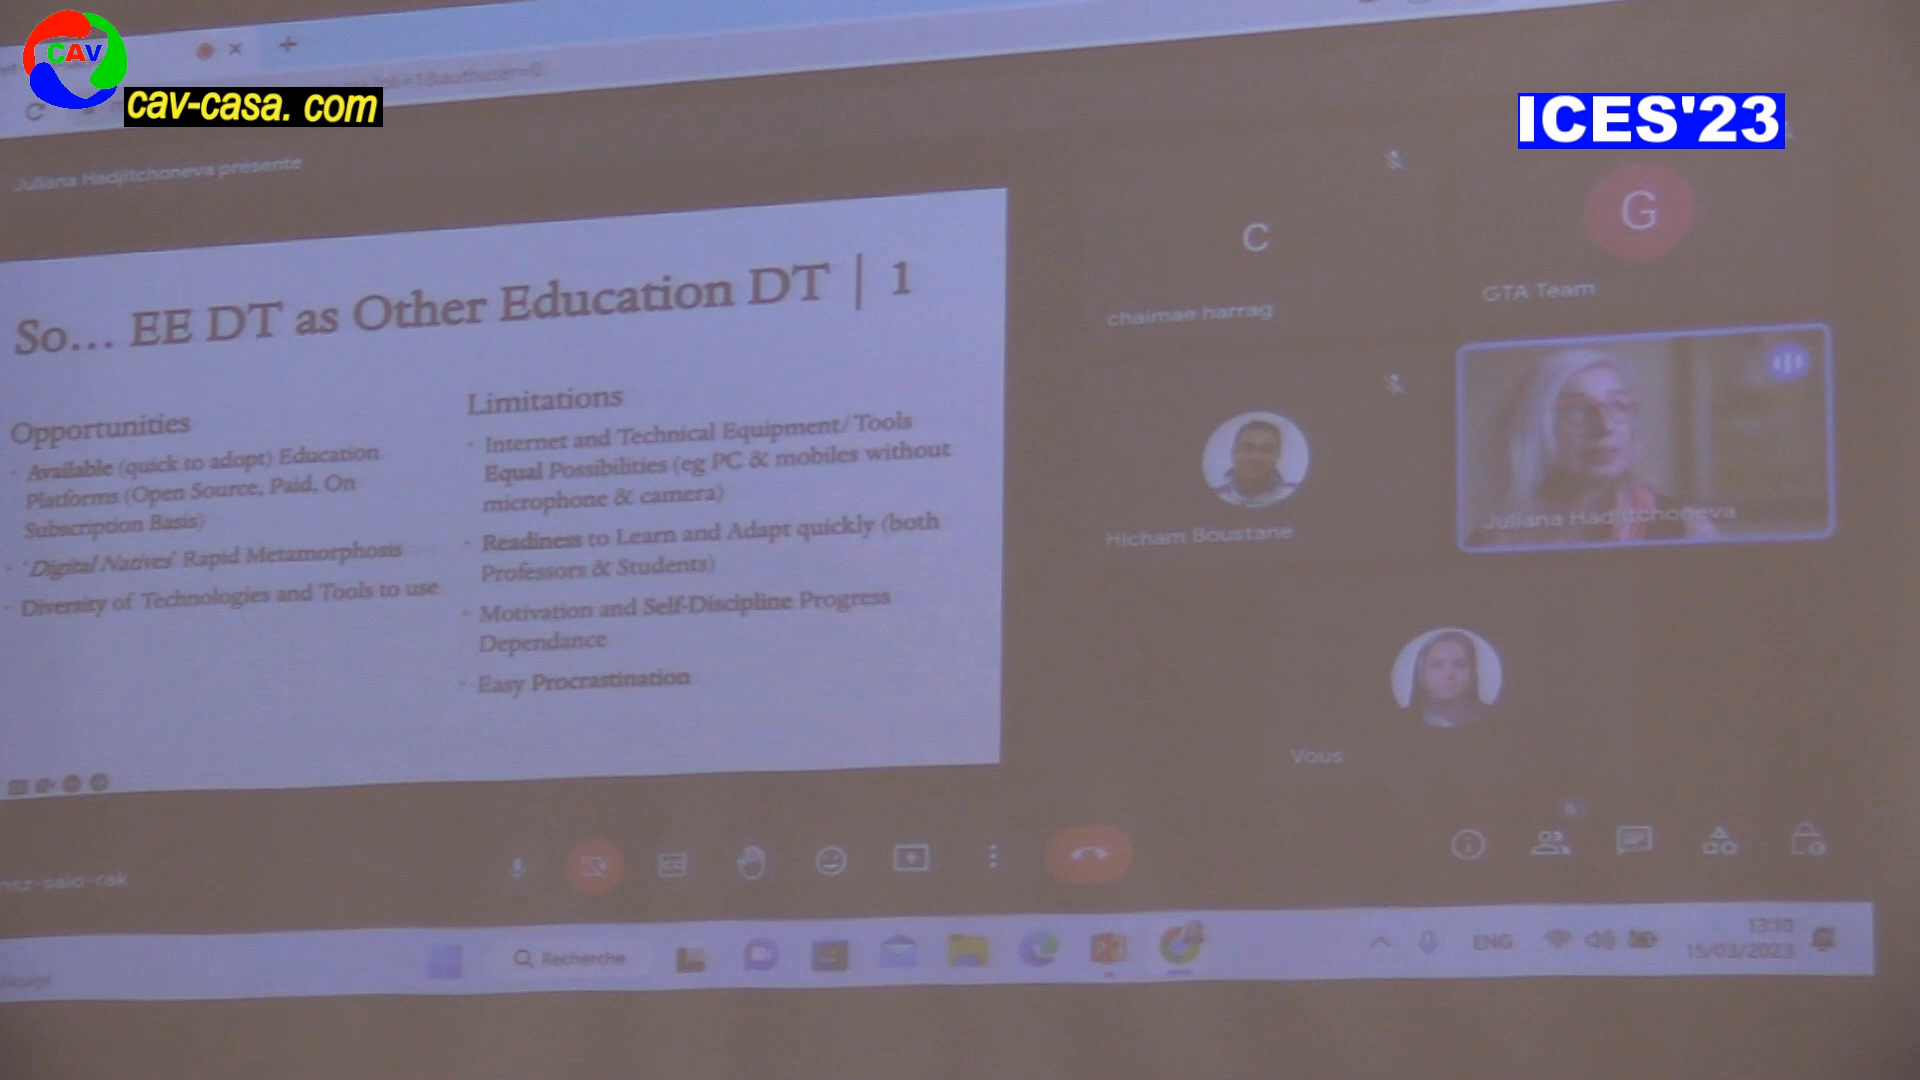 CAV
cav-casa. com
ICES'23
Juliana Hadjitchoneva présente
So... EE DT as Other Education DT | 1
Opportunities
Available (quick to adopt) Education
Platforms (Open Source, Paid, On
Subscription Basis)
'Digital Natives' Rapid Metamorphosis
Diversity of Technologies and Tools to use
Limitations
Internet and Technical Equipment/Tools
Equal Possibilities (eg PC & mobiles without
microphone & camera)
Readiness to Learn and Adapt quickly (both
Professors & Students)
Motivation and Self-Discipline Progress
Dependance
Easy Procrastination
C
chaimae harrag
G
GTA Team
Hicham Boustane
Juliana Hadjitchoneva
Vous
Recherche
ENG
13:10
15/03/2023